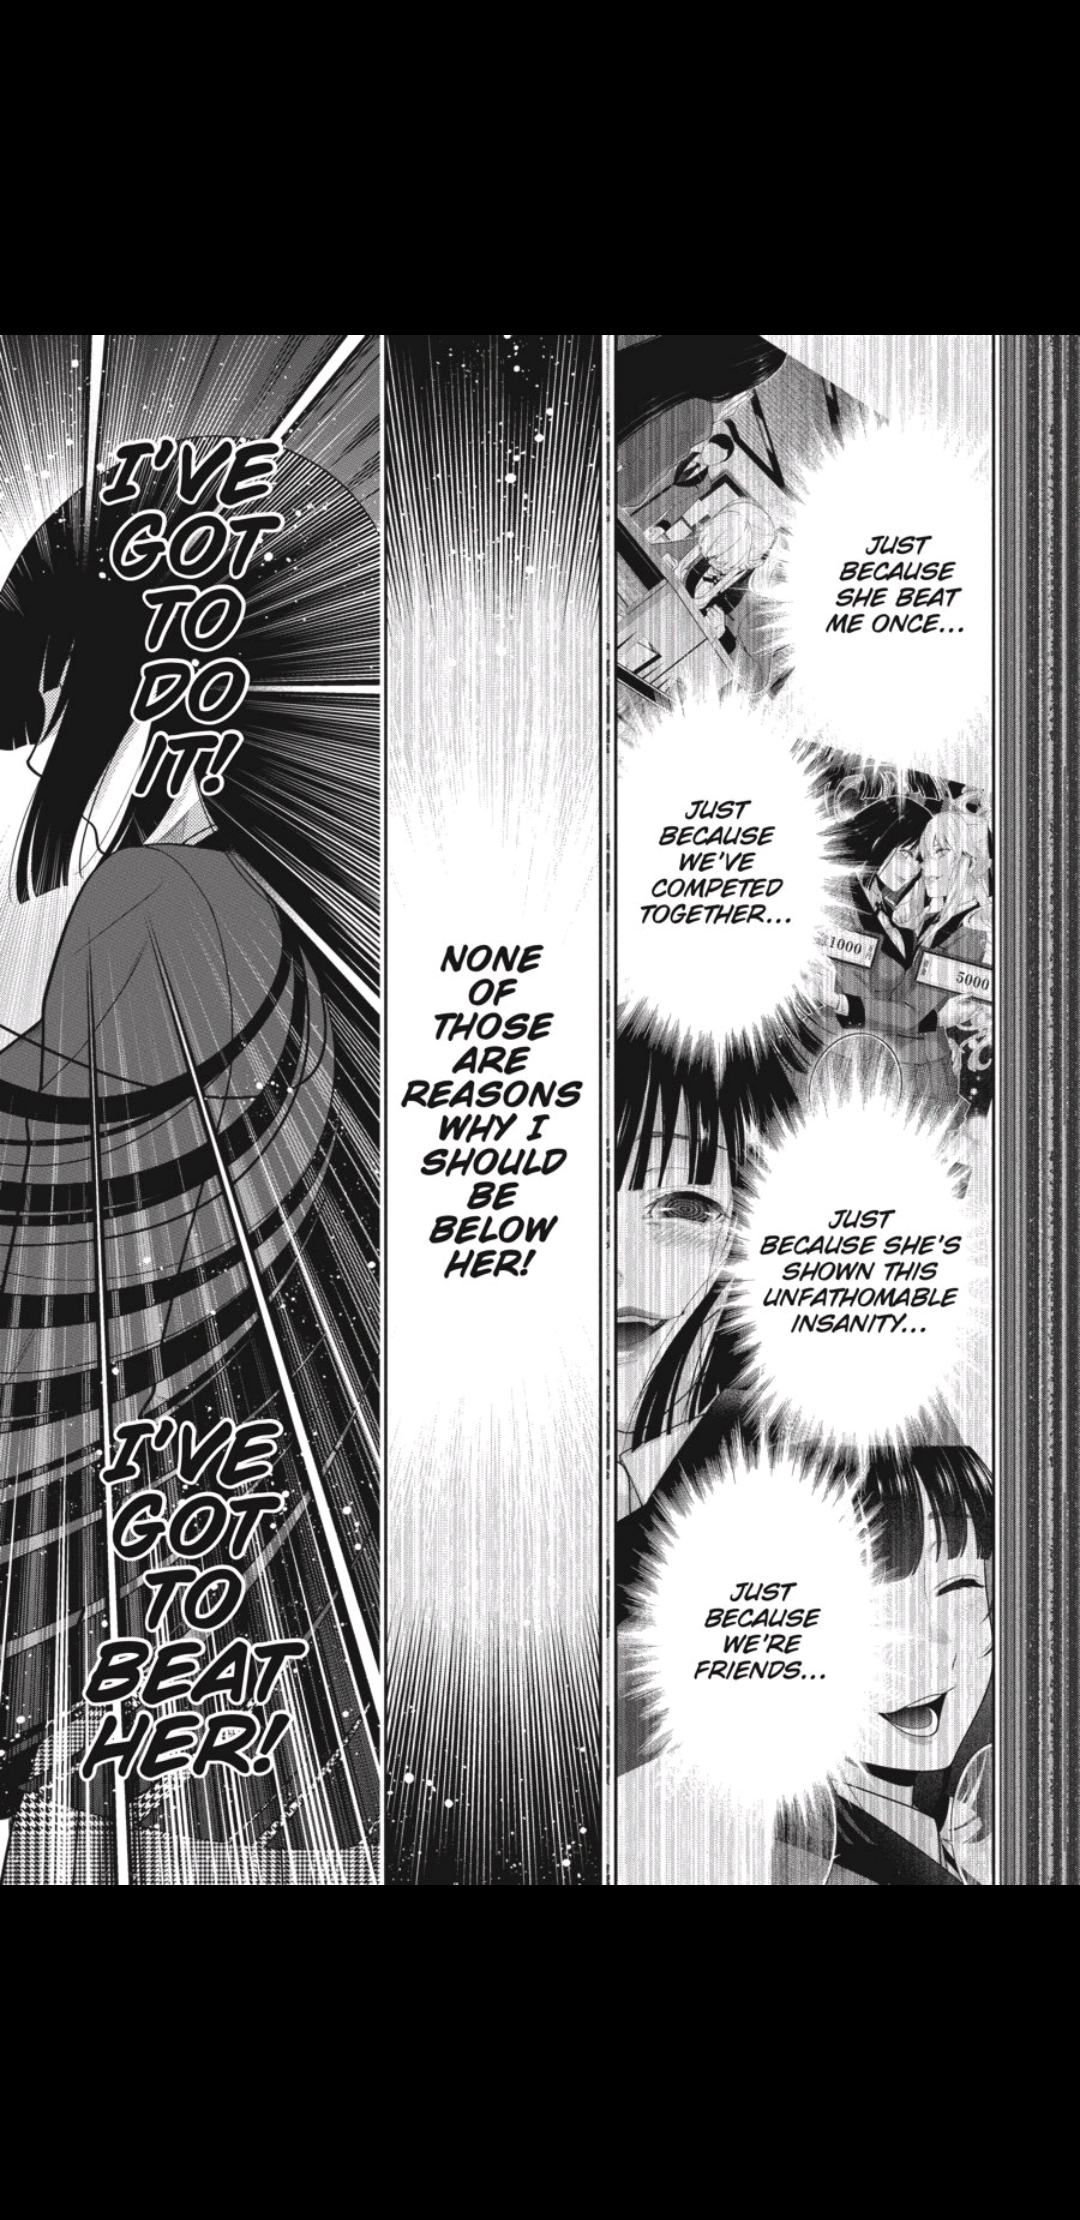 JUST
BECAUSE
SHE BEAT
ME ONCE...
JUST
BECAUSE
WE'VE
COMPETED
TOGETHER...
1000
5000
JUST
BECAUSE SHE'S
SHOWN THIS
UNFATHOMABLE
INSANITY...
JUST
BECAUSE
WE'RE
FRIENDS...
NONE
OF
THOSE
ARE
REASONS
WHY I
SHOULD
BE
BELOW
HER!
I'VE
GOT
TO
DO
IT!
I'VE
GOT
TO
BEAT
HER!